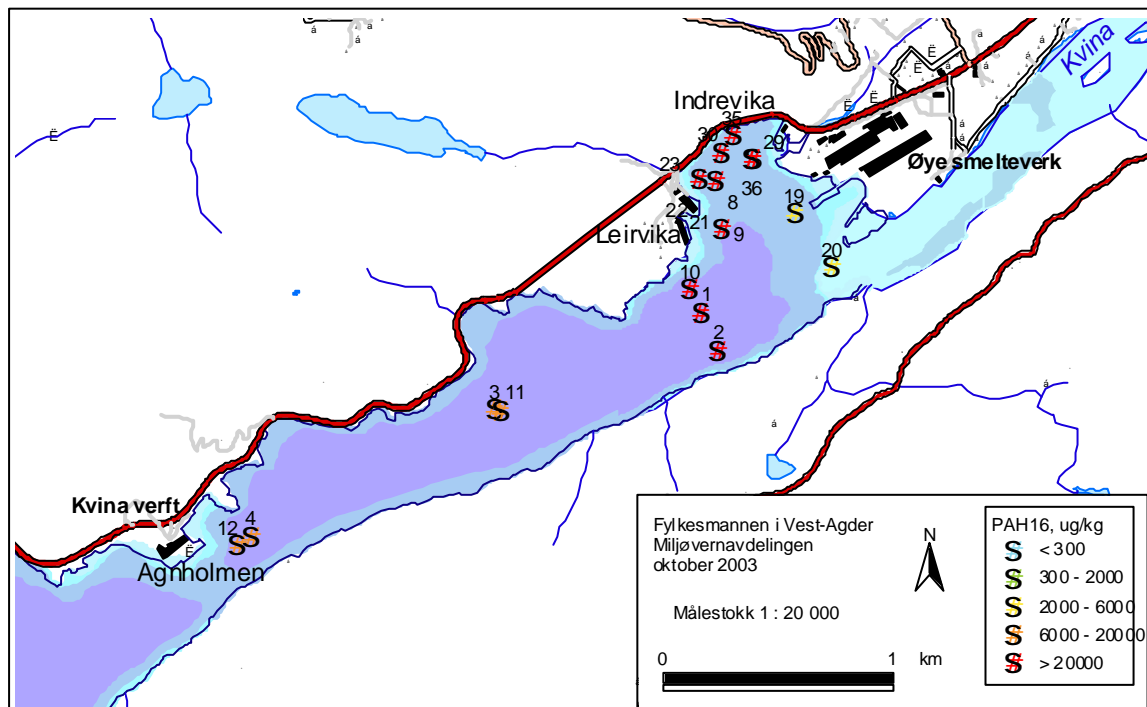 Kvina
Indrevika
35
30
29
Øye smelteverk
23
36
19
8
22
21
9
Leirvika
20
10
1
2
3 11
Kvina verft
12 4
Agnholmen
Fylkesmannen i Vest-Agder
Miljøvernavdelingen
oktober 2003
Målestokk 1 : 20 000
0 1 km
N
PAH16, ug/kg
< 300
300 - 2000
2000 - 6000
6000 - 20000
> 20000